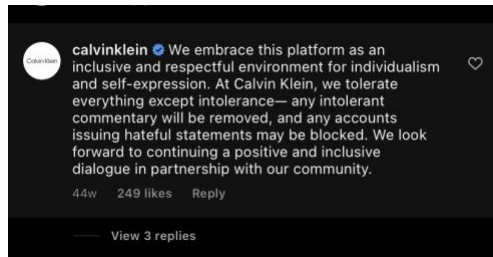 Calvin Klein
calvinklein We embrace this platform as an
inclusive and respectful environment for individualism
and self-expression. At Calvin Klein, we tolerate
everything except intolerance— any intolerant
commentary will be removed, and any accounts
issuing hateful statements may be blocked. We look
forward to continuing a positive and inclusive
dialogue in partnership with our community.
44w 249 likes Reply
View 3 replies